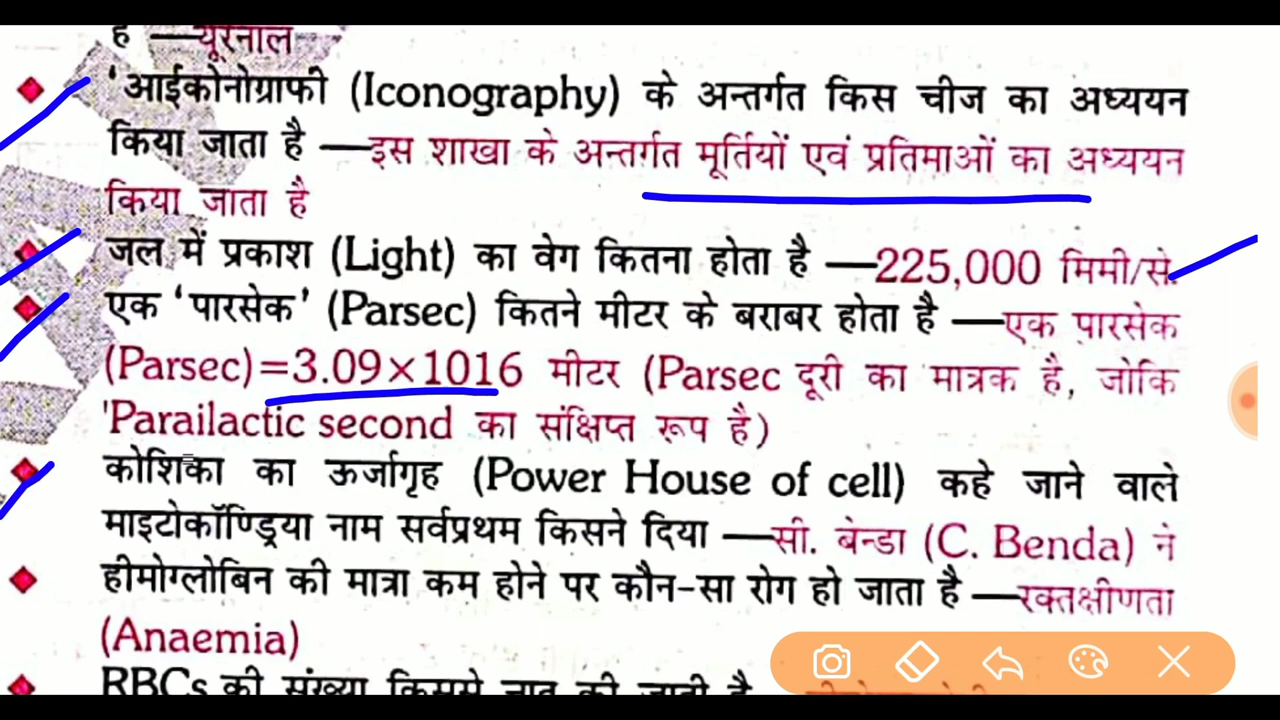 है —यूरेनाल
'आईकोनोग्राफी (Iconography) के अन्तर्गत किस चीज का अध्ययन
किया जाता है —इस शाखा के अन्तर्गत मूर्तियों एवं प्रतिमाओं का अध्ययन
किया जाता है
जल में प्रकाश (Light) का वेग कितना होता है —225,000 मिमी/से.
एक 'पारसेक' (Parsec) कितने मीटर के बराबर होता है —एक पारसेक
(Parsec)=3.09×1016 मीटर (Parsec दूरी का मात्रक है, जोकि
'Parailactic second का संक्षिप्त रूप है)
कोशिका का ऊर्जागृह (Power House of cell) कहे जाने वाले
माइटोकॉण्ड्रिया नाम सर्वप्रथम किसने दिया —सी. बेन्डा (C. Benda) ने
हीमोग्लोबिन की मात्रा कम होने पर कौन-सा रोग हो जाता है —रक्तक्षीणता
(Anaemia)
RBCs की संख्या किससे ज्ञात की जाती है